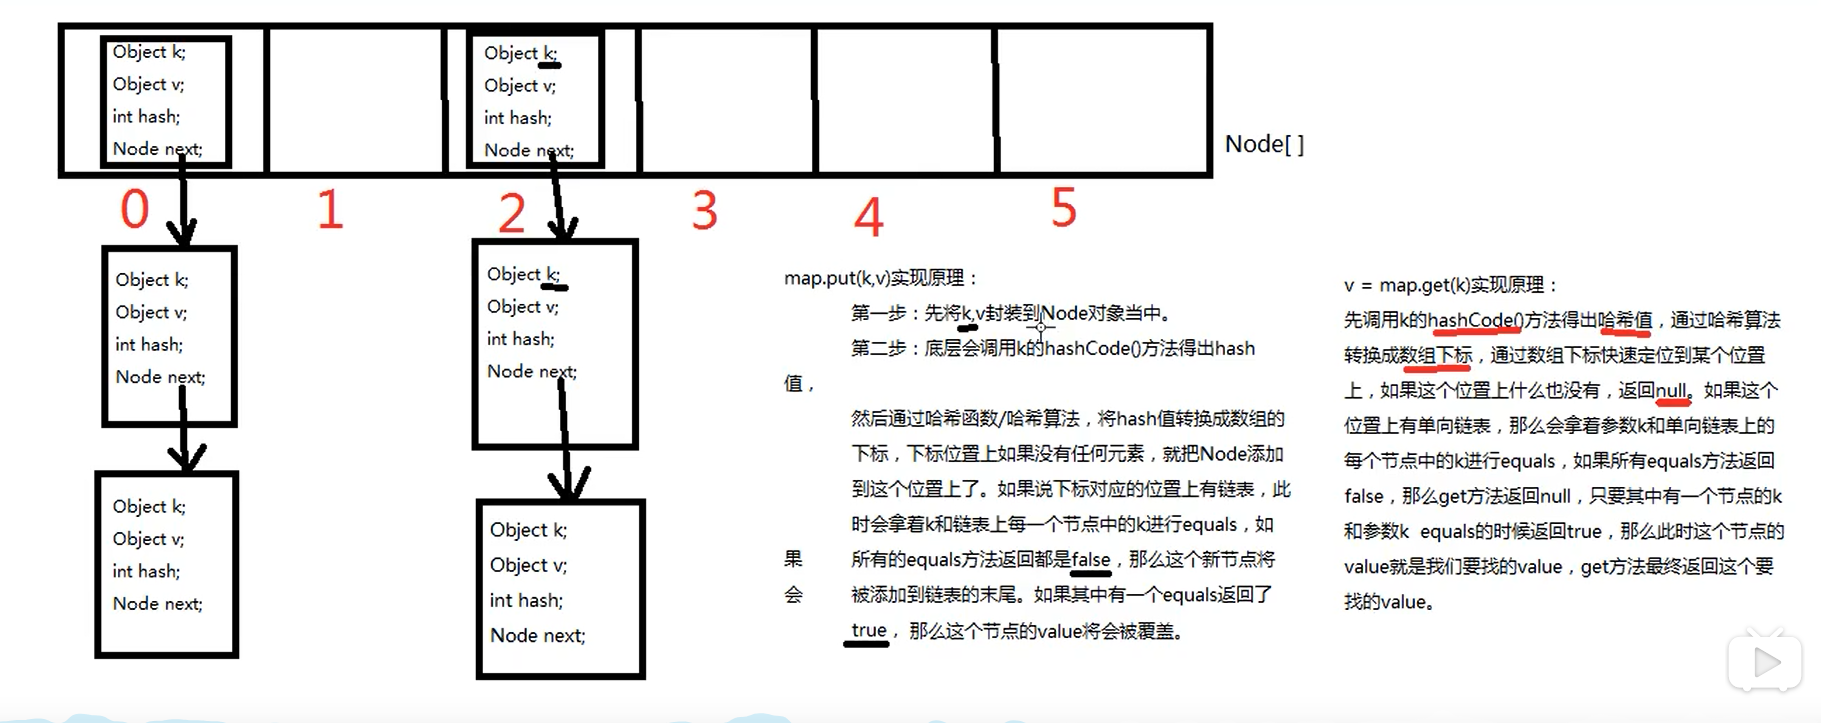 Object k;
Object v;
int hash;
Node next;
Object k;
Object v;
int hash;
Node next;
Node[ ]
0
1
2
3
4
5
Object k;
Object v;
int hash;
Node next;
Object k;
Object v;
int hash;
Node next;
Object k;
Object v;
int hash;
Node next;
Object k;
Object v;
int hash;
Node next;
map.put(k,v)实现原理：
第一步：先将k,v封装到Node对象当中。
第二步：底层会调用k的hashCode()方法得出hash
值，
然后通过哈希函数/哈希算法，将hash值转换成数组的
下标，下标位置上如果没有任何元素，就把Node添加
到这个位置上了。如果说下标对应的位置上有链表，此
时会拿着k和链表上每一个节点中的k进行equals，如
果 所有的equals方法返回都是false，那么这个新节点将
会 被添加到链表的末尾。如果其中有一个equals返回了
true，那么这个节点的value将会被覆盖。
v = map.get(k)实现原理：
先调用k的hashCode()方法得出哈希值，通过哈希算法
转换成数组下标，通过数组下标快速定位到某个位置
上，如果这个位置上什么也没有，返回null。如果这个
位置上有单向链表，那么会拿着参数k和单向链表上的
每个节点中的k进行equals，如果所有equals方法返回
false，那么get方法返回null，只要其中有一个节点的k
和参数k equals的时候返回true，那么此时这个节点的
value就是我们要找的value，get方法最终返回这个要
找的value。